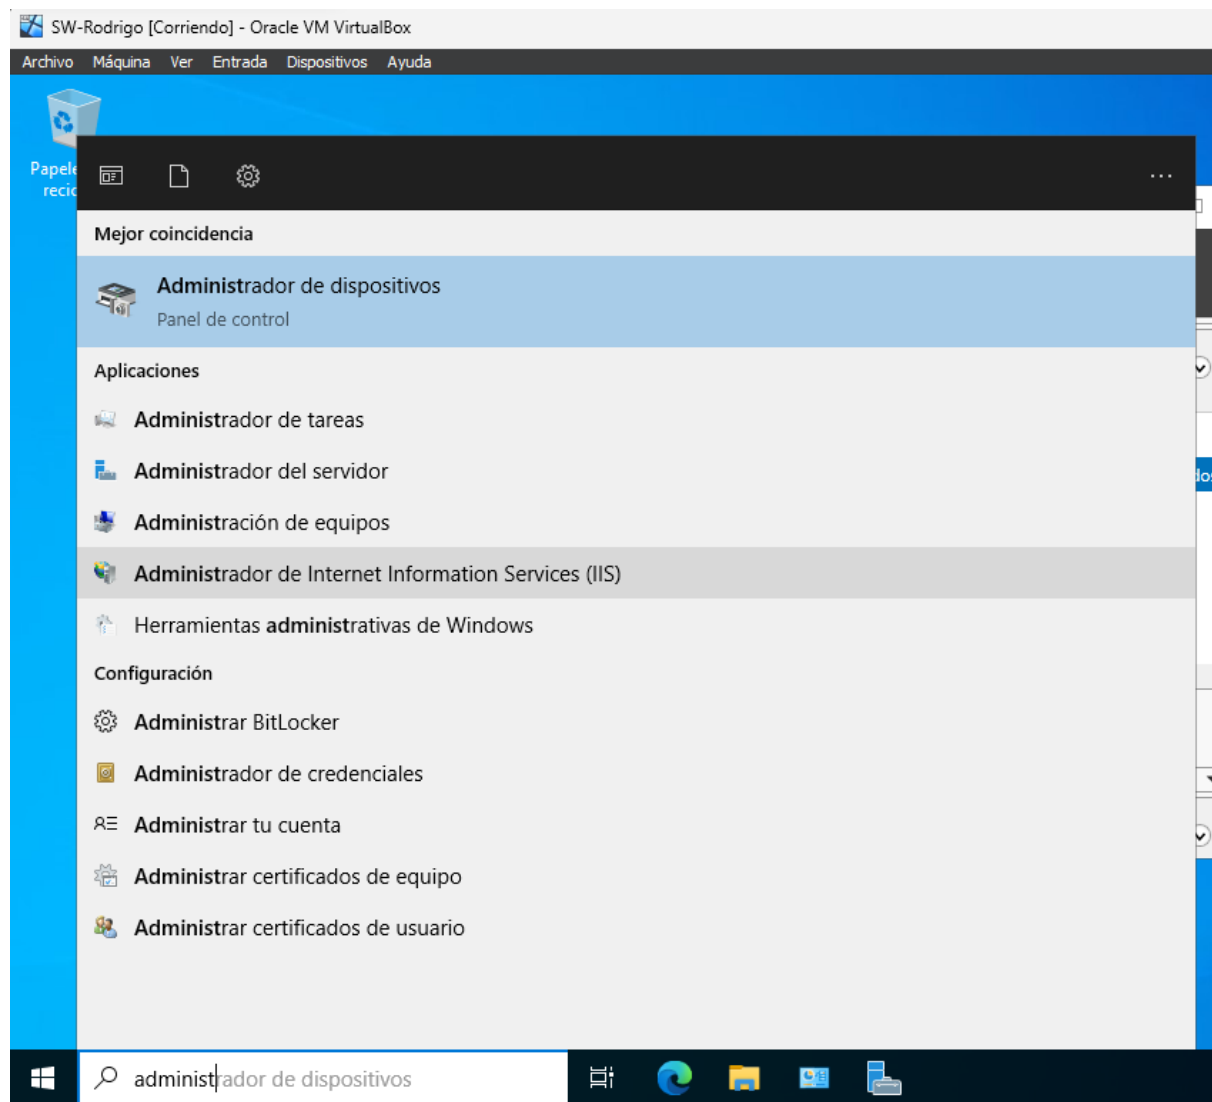 SW-Rodrigo [Corriendo] - Oracle VM VirtualBox
Archivo Máquina Ver Entrada Dispositivos Ayuda
Mejor coincidencia
Administrador de dispositivos
Panel de control
Aplicaciones
Administrador de tareas
Administrador del servidor
Administración de equipos
Administrador de Internet Information Services (IIS)
Herramientas administrativas de Windows
Configuración
Administrar BitLocker
Administrador de credenciales
Administrar tu cuenta
Administrar certificados de equipo
Administrar certificados de usuario
administrador de dispositivos